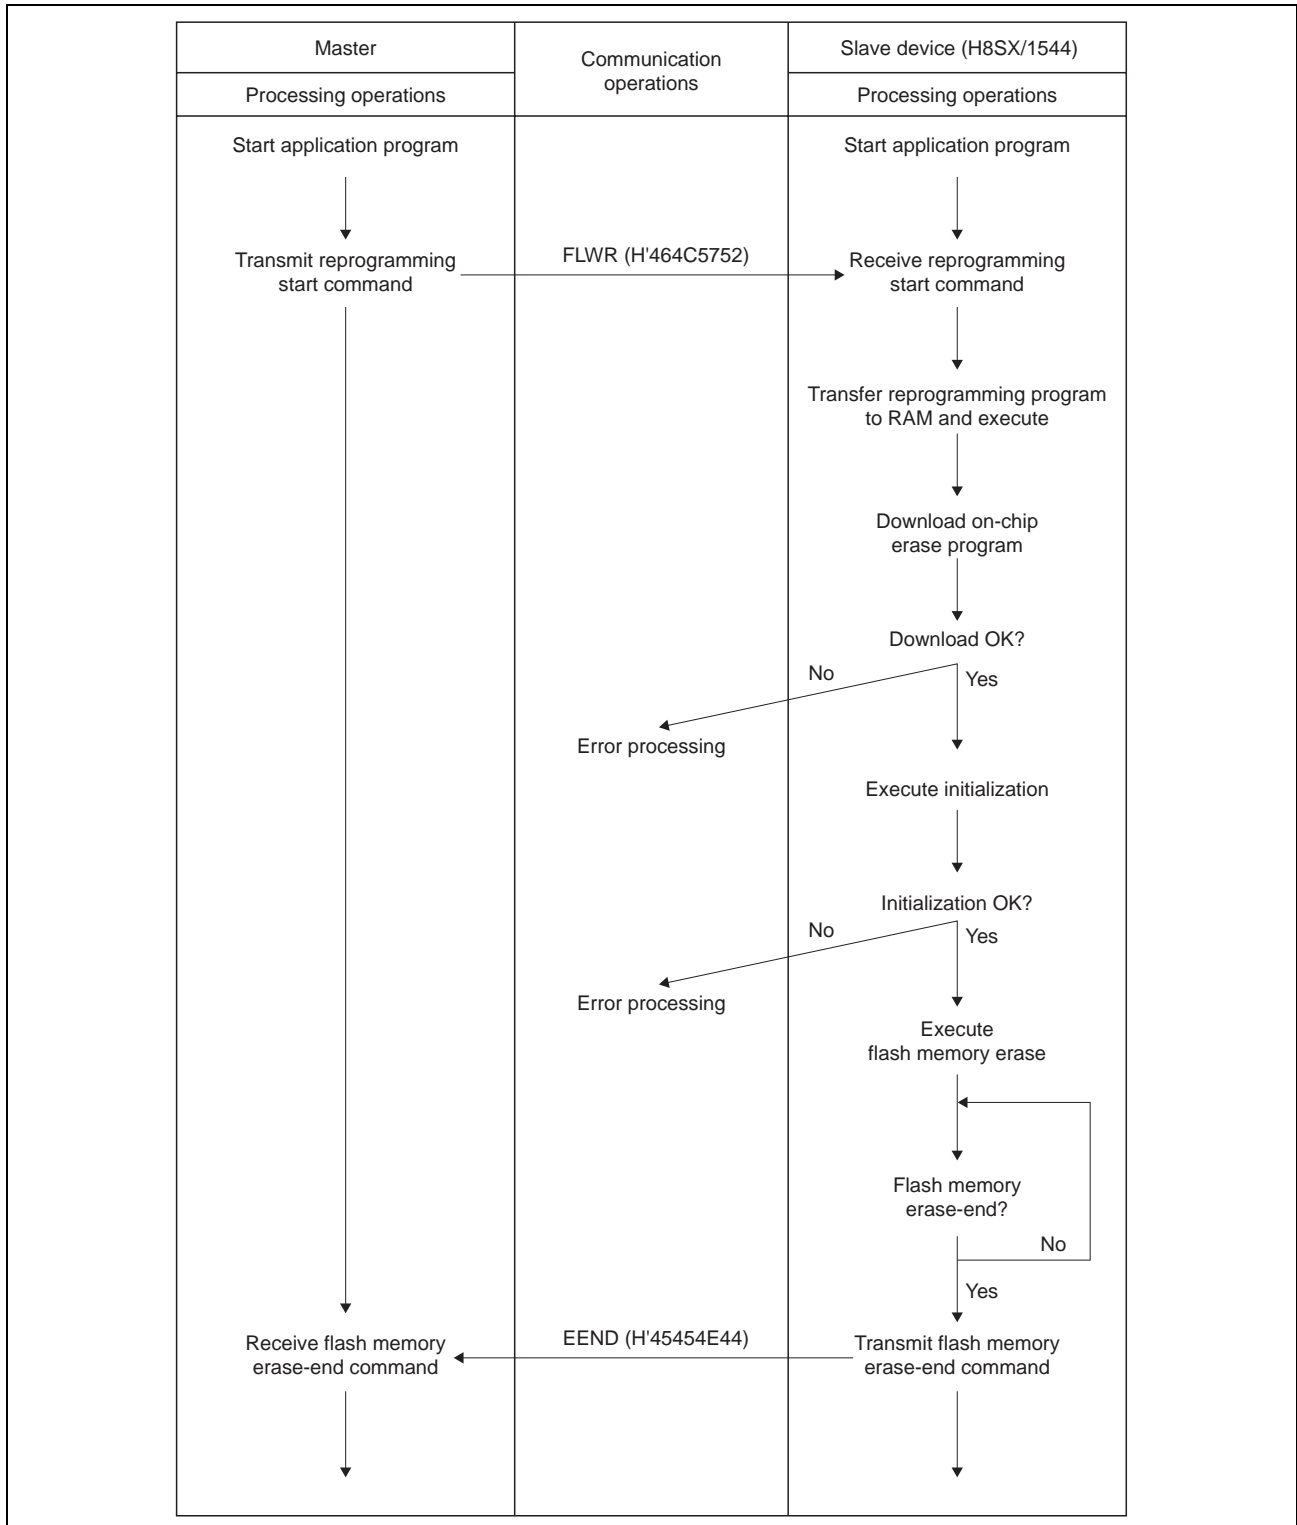 Master
Communication
operations
Slave device (H8SX/1544)
Processing operations
Processing operations
Start application program
Start application program
Transmit reprogramming
start command
FLWR (H'464C5752)
Receive reprogramming
start command
Transfer reprogramming program
to RAM and execute
Download on-chip
erase program
Download OK?
No
Yes
Error processing
Execute initialization
Initialization OK?
No
Yes
Error processing
Execute
flash memory erase
Flash memory
erase-end?
No
Yes
Receive flash memory
erase-end command
EEND (H'45454E44)
Transmit flash memory
erase-end command